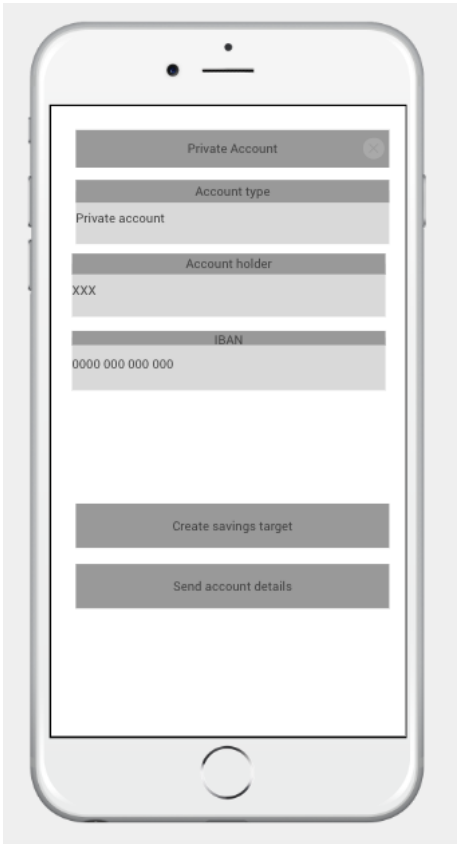 Private Account
Account type
Private account
Account holder
XXX
IBAN
0000 000 000 000
Create savings target
Send account details